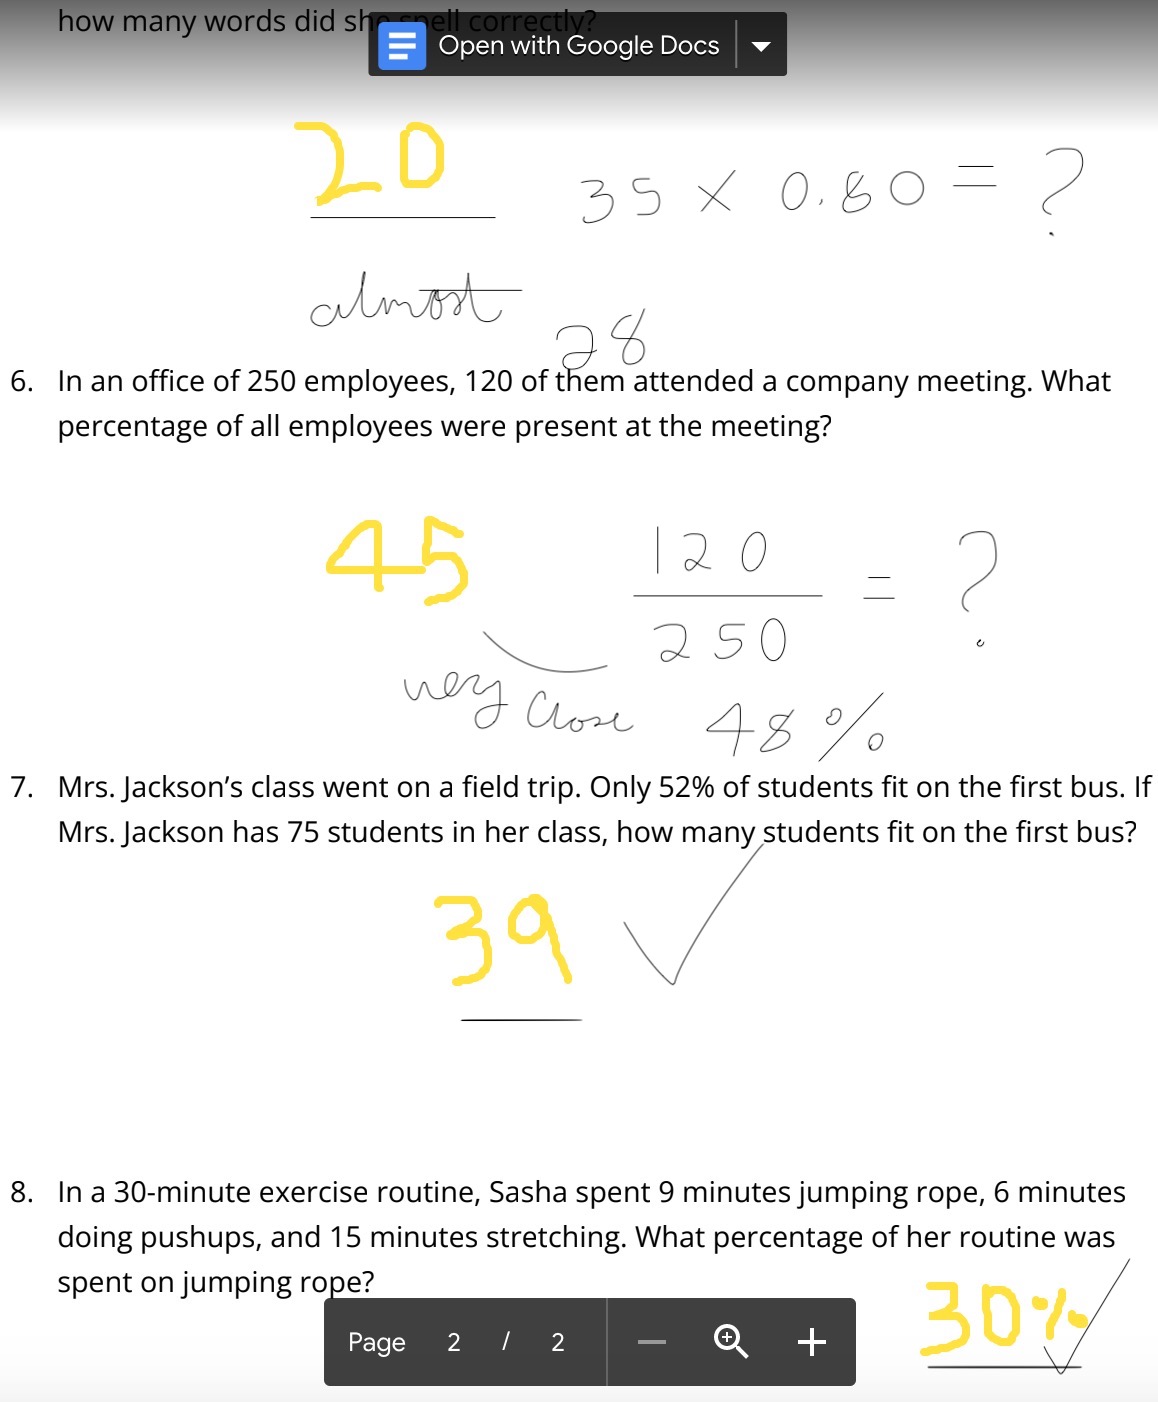 how many words did she spell correctly?
Open with Google Docs
20
35 x 0.80 = ?
almost
28
6. In an office of 250 employees, 120 of them attended a company meeting. What
percentage of all employees were present at the meeting?
45
120
= ?
250
very close 48%
7. Mrs. Jackson’s class went on a field trip. Only 52% of students fit on the first bus. If
Mrs. Jackson has 75 students in her class, how many students fit on the first bus?
39
8. In a 30-minute exercise routine, Sasha spent 9 minutes jumping rope, 6 minutes
doing pushups, and 15 minutes stretching. What percentage of her routine was
spent on jumping rope?
30%
Page 2 / 2